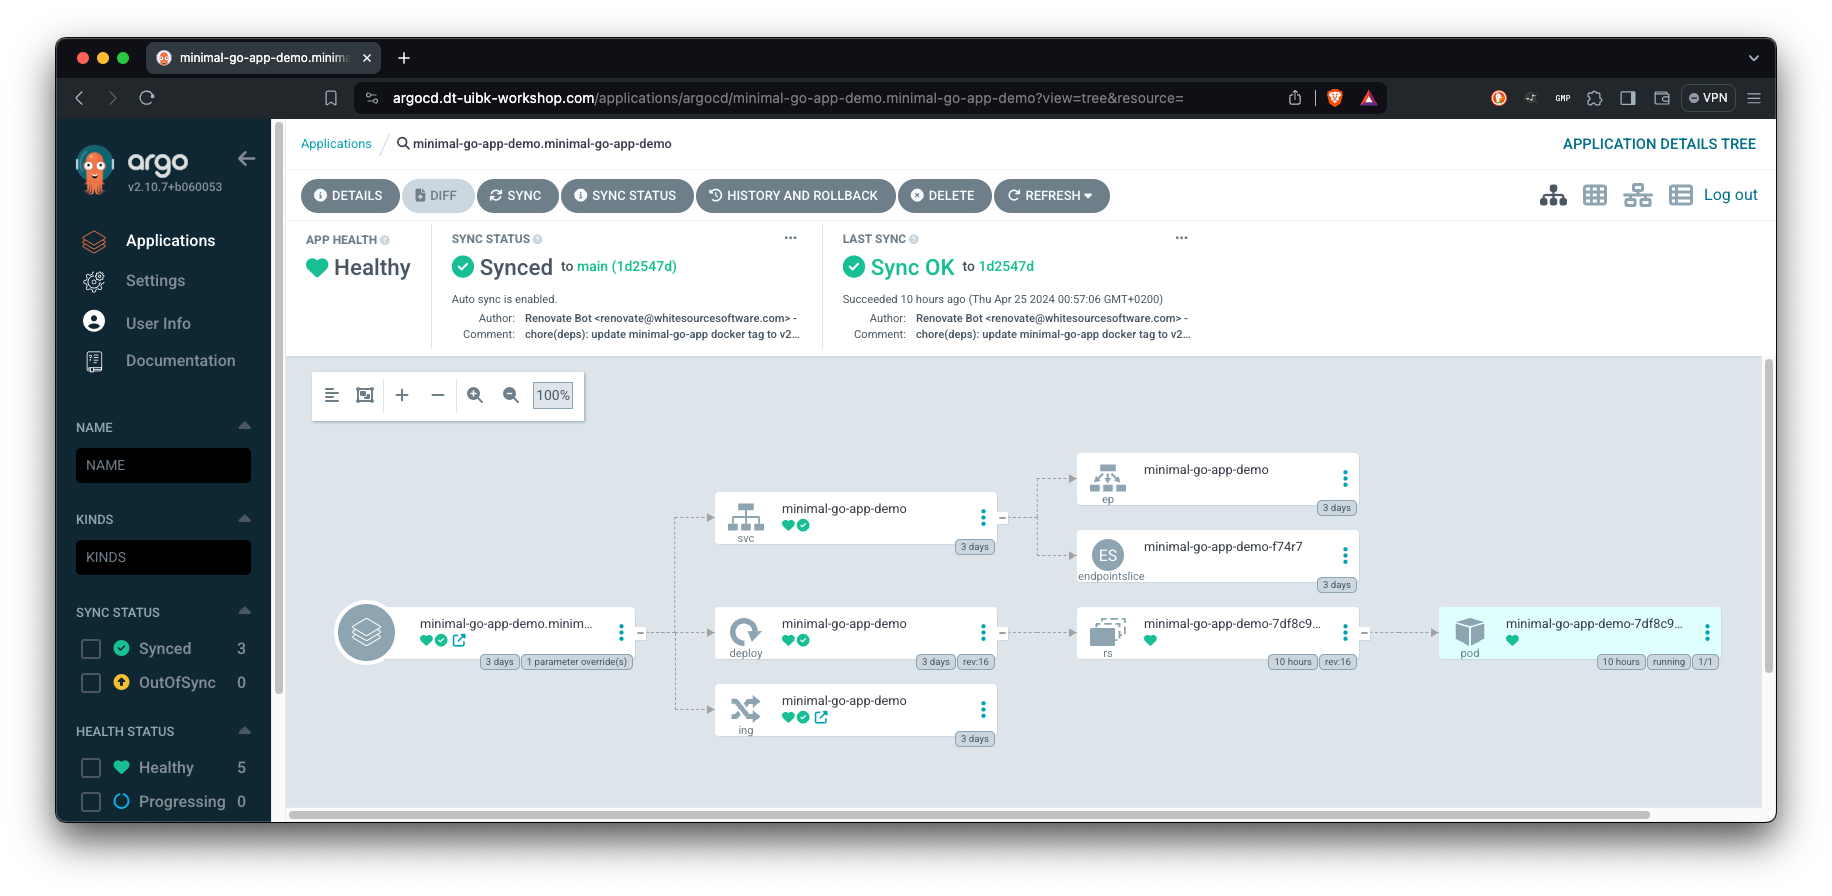 minimal-go-app-demo.minima
argocd.dt-uibk-workshop.com/applications/argocd/minimal-go-app-demo.minimal-go-app-demo?view=tree&resource=
GMP
VPN
argo
v2.10.7+b060053
Applications
Settings
User Info
Documentation
NAME
NAME
KINDS
KINDS
SYNC STATUS
Synced 3
OutOfSync 0
HEALTH STATUS
Healthy 5
Progressing 0
Applications / minimal-go-app-demo.minimal-go-app-demo
APPLICATION DETAILS TREE
DETAILS
DIFF
SYNC
SYNC STATUS
HISTORY AND ROLLBACK
DELETE
REFRESH
Log out
APP HEALTH
Healthy
SYNC STATUS
Synced to main (1d2547d)
Auto sync is enabled.
Author: Renovate Bot <renovate@whitesourcesoftware.com> -
Comment: chore(deps): update minimal-go-app docker tag to v2...
LAST SYNC
Sync OK to 1d2547d
Succeeded 10 hours ago (Thu Apr 25 2024 00:57:06 GMT+0200)
Author: Renovate Bot <renovate@whitesourcesoftware.com> -
Comment: chore(deps): update minimal-go-app docker tag to v2...
100%
minimal-go-app-demo.minim...
3 days
1 parameter override(s)
minimal-go-app-demo
svc
3 days
minimal-go-app-demo
deploy
3 days
rev:16
minimal-go-app-demo
ing
3 days
minimal-go-app-demo
ep
3 days
ES
minimal-go-app-demo-f74r7
endpointslice
3 days
minimal-go-app-demo-7df8c9...
rs
10 hours
rev:16
minimal-go-app-demo-7df8c9...
pod
10 hours
running
1/1